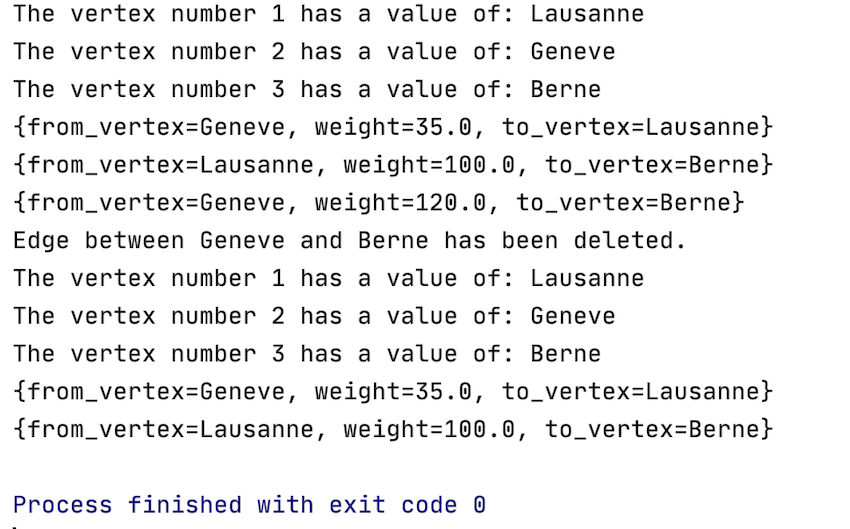 The vertex number 1 has a value of: Lausanne
The vertex number 2 has a value of: Geneve
The vertex number 3 has a value of: Berne
{from_vertex=Geneve, weight=35.0, to_vertex=Lausanne}
{from_vertex=Lausanne, weight=100.0, to_vertex=Berne}
{from_vertex=Geneve, weight=120.0, to_vertex=Berne}
Edge between Geneve and Berne has been deleted.
The vertex number 1 has a value of: Lausanne
The vertex number 2 has a value of: Geneve
The vertex number 3 has a value of: Berne
{from_vertex=Geneve, weight=35.0, to_vertex=Lausanne}
{from_vertex=Lausanne, weight=100.0, to_vertex=Berne}
Process finished with exit code 0